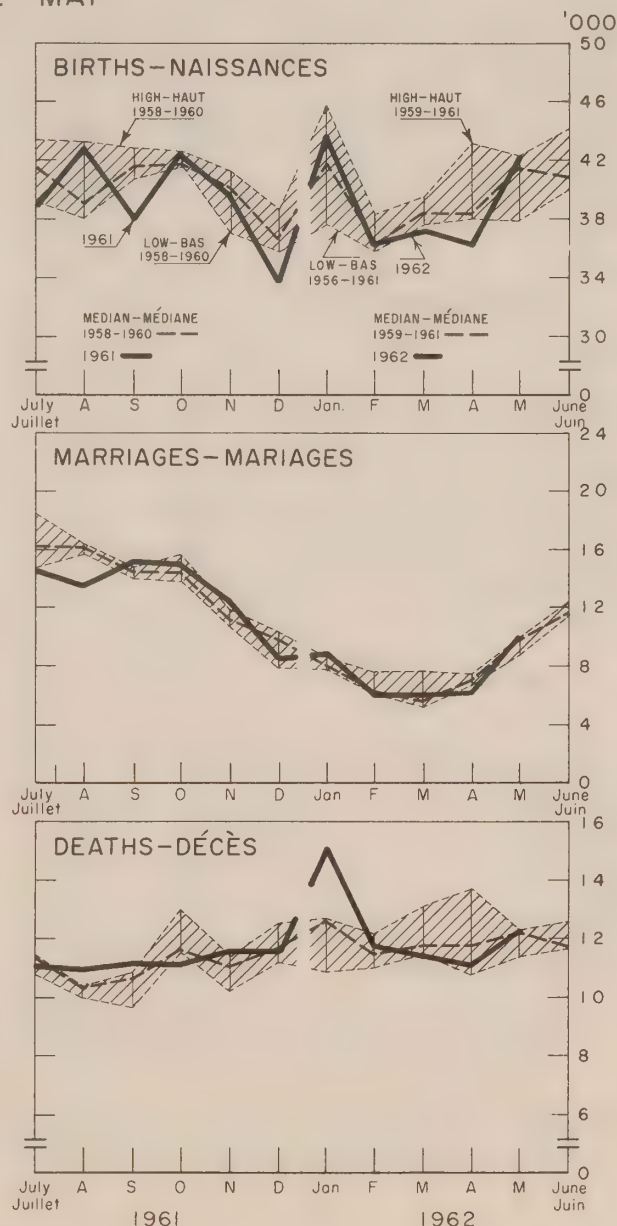 '000
BIRTHS-NAISSANCES
HIGH-HAUT
1958-1960
HIGH-HAUT
1959-1961
1961
LOW-BAS
1958-1960
LOW-BAS
1956-1961
1962
MEDIAN-MÉDIANE
1958-1960
1961
MEDIAN-MÉDIANE
1959-1961
1962
50
46
42
38
34
30
0
July A S O N D Jan. F M A M June
Juillet Juin
MARRIAGES-MARIAGES
24
20
16
12
8
4
0
July A S O N D Jan F M A M June
Juillet Juin
DEATHS-DÉCÈS
16
14
12
10
8
6
0
July A S O N D Jan F M A M June
Juillet Juin
1961 1962